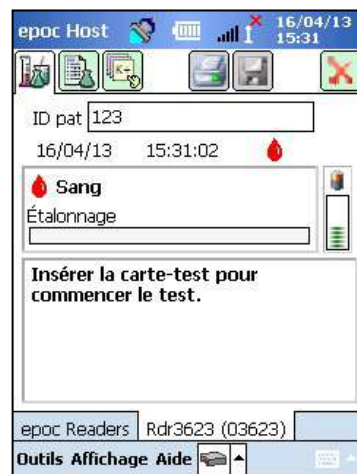 epoc Host 16/04/13
15:31
ID pat 123
16/04/13 15:31:02
Sang
Étalonnage
Insérer la carte-test pour
commencer le test.
epoc Readers Rdr3623 (03623)
Outils Affichage Aide